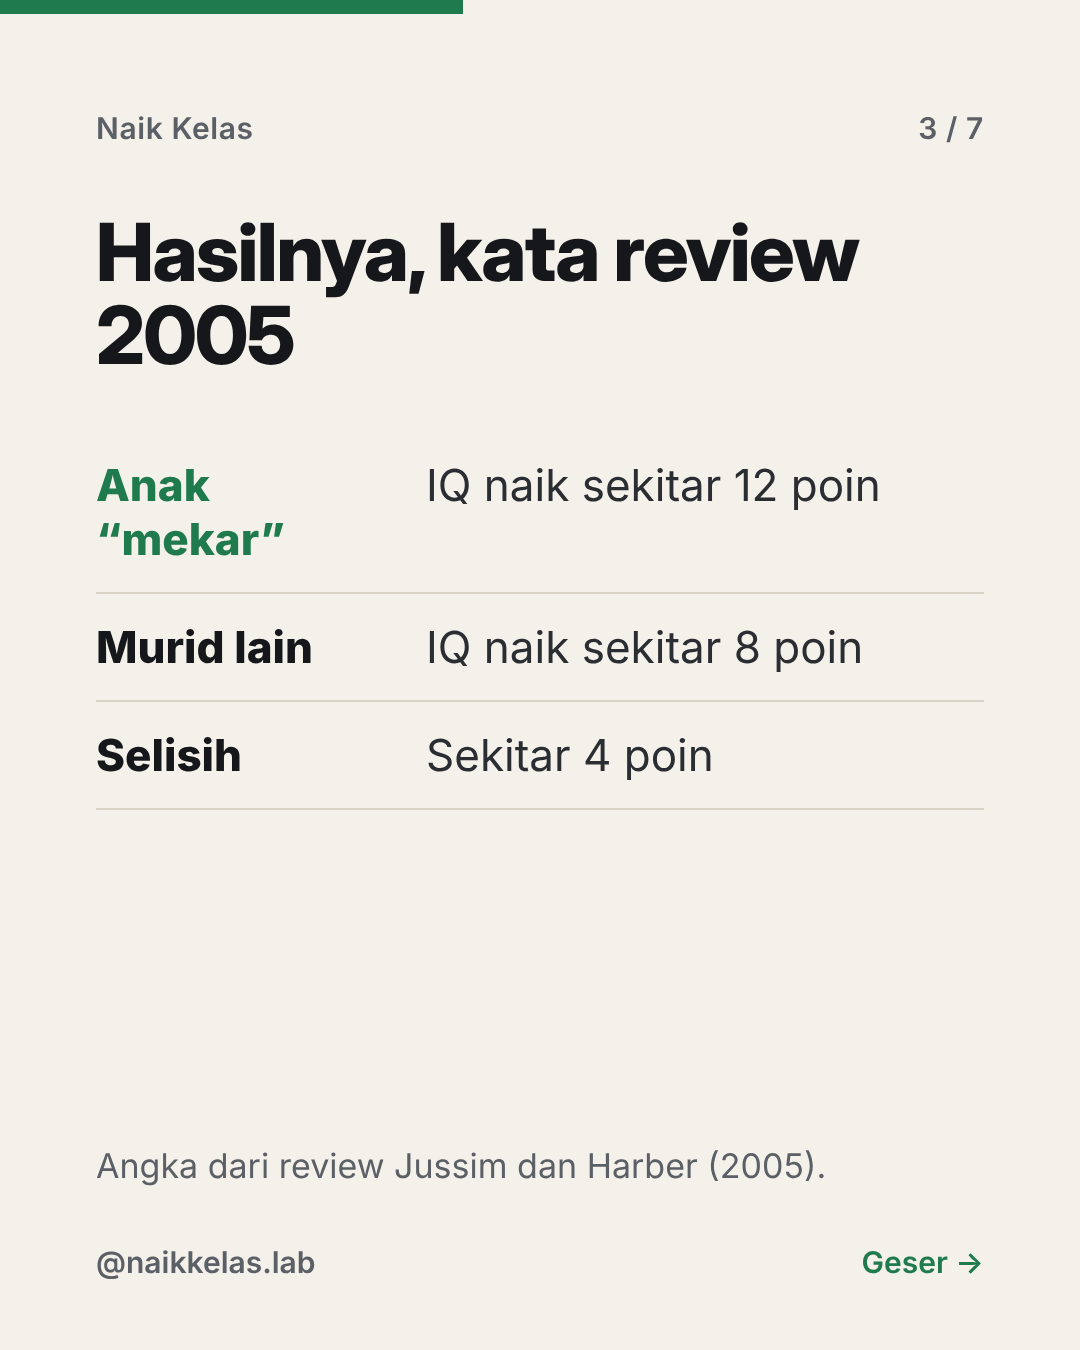 Naik Kelas
3 / 7
Hasilnya, kata review
2005
Anak
“mekar”
IQ naik sekitar 12 poin
Murid lain
IQ naik sekitar 8 poin
Selisih
Sekitar 4 poin
Angka dari review Jussim dan Harber (2005).
@naikkelas.lab
Geser →